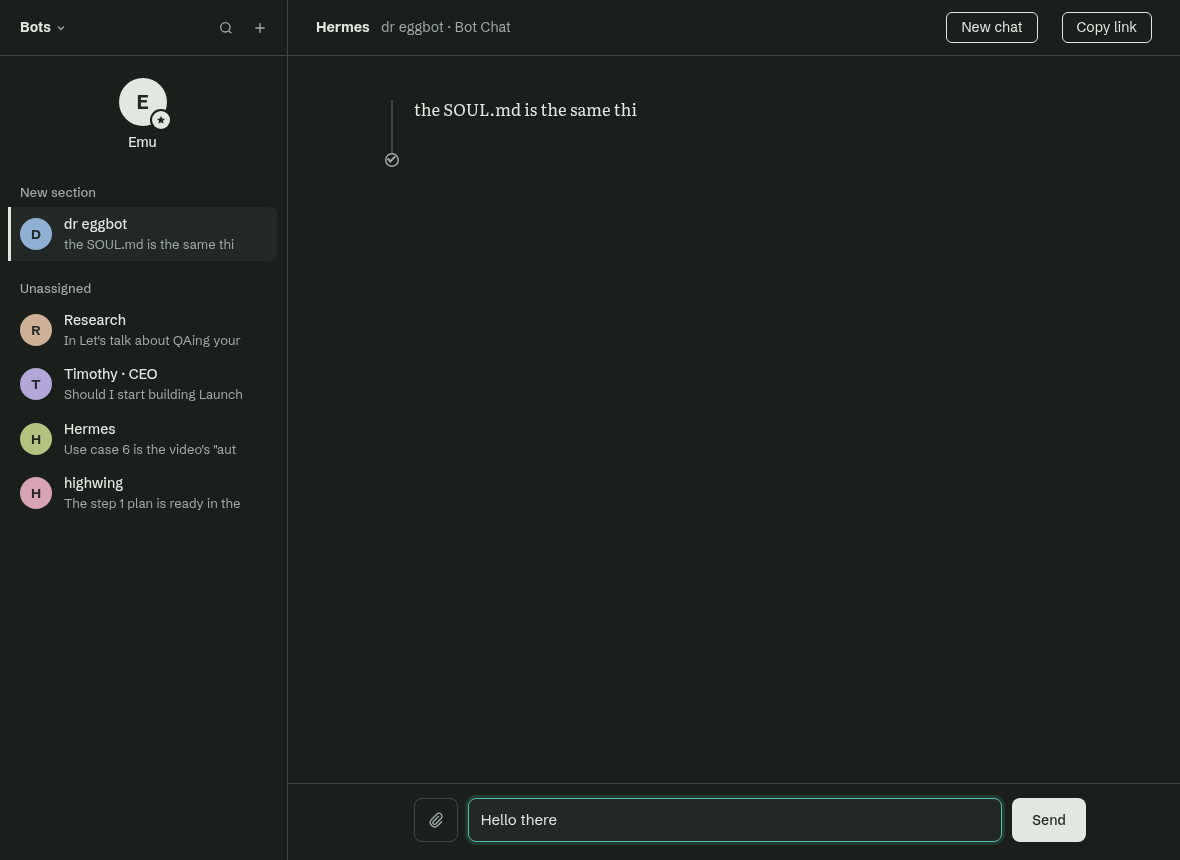 Bots
Hermes dr eggbot · Bot Chat
New chat
Copy link
E
Emu
New section
D
dr eggbot
the SOUL.md is the same thi
Unassigned
R
Research
In Let's talk about QAing your
T
Timothy · CEO
Should I start building Launch
H
Hermes
Use case 6 is the video's "aut
H
highwing
The step 1 plan is ready in the
the SOUL.md is the same thi
Hello there
Send